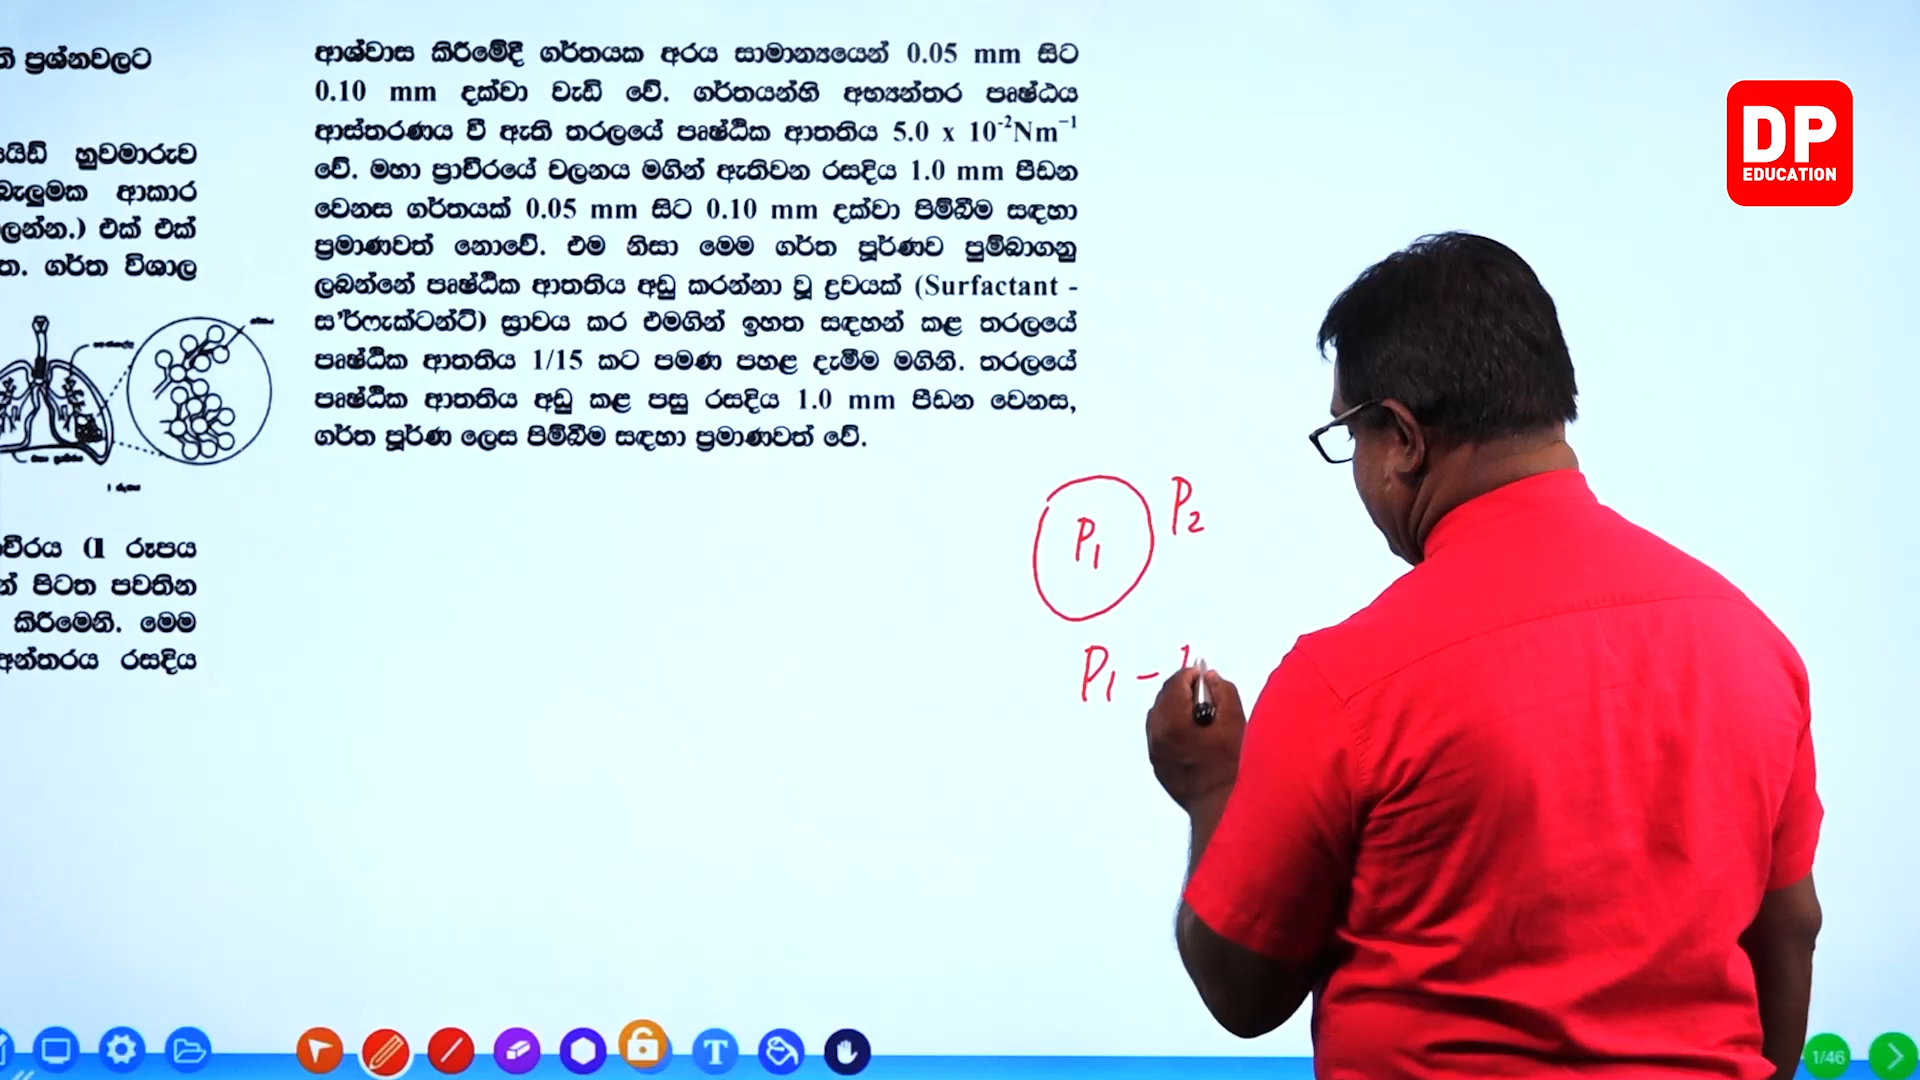 ති ප්‍රශ්නවලට
යිඩ් හුවමාරුව
බැලුමක ආකාර
ලන්න.) එක් එක්
ත. ගර්ත විශාල
1 රූපය
චීරය (1 රූපය
න් පිටත පවතින
කිරීමෙනි. මෙම
අන්තරය රසදිය
ආශ්වාස කිරීමේදී ගර්තයක අරය සාමාන්‍යයෙන් 0.05 mm සිට
0.10 mm දක්වා වැඩි වේ. ගර්තයන්හි අභ්‍යන්තර පෘෂ්ඨය
ආස්තරණය වී ඇති තරලයේ පෘෂ්ඨික ආතතිය 5.0 x 10⁻²Nm⁻¹
වේ. මහා ප්‍රාචීරයේ චලනය මගින් ඇතිවන රසදිය 1.0 mm පීඩන
වෙනස ගර්තයක් 0.05 mm සිට 0.10 mm දක්වා පිම්බීම සඳහා
ප්‍රමාණවත් නොවේ. එම නිසා මෙම ගර්ත පූර්ණව පුම්බාගනු
ලබන්නේ පෘෂ්ඨික ආතතිය අඩු කරන්නා වූ ද්‍රවයක් (Surfactant -
ස'ර්ෆැක්ටන්ට්) ස්‍රාවය කර එමගින් ඉහත සඳහන් කළ තරලයේ
පෘෂ්ඨික ආතතිය 1/15 කට පමණ පහළ දැමීම මගිනි. තරලයේ
පෘෂ්ඨික ආතතිය අඩු කළ පසු රසදිය 1.0 mm පීඩන වෙනස,
ගර්ත පූර්ණ ලෙස පිම්බීම සඳහා ප්‍රමාණවත් වේ.
P₁
P₂
P₁ -
DP
EDUCATION
T
1/46